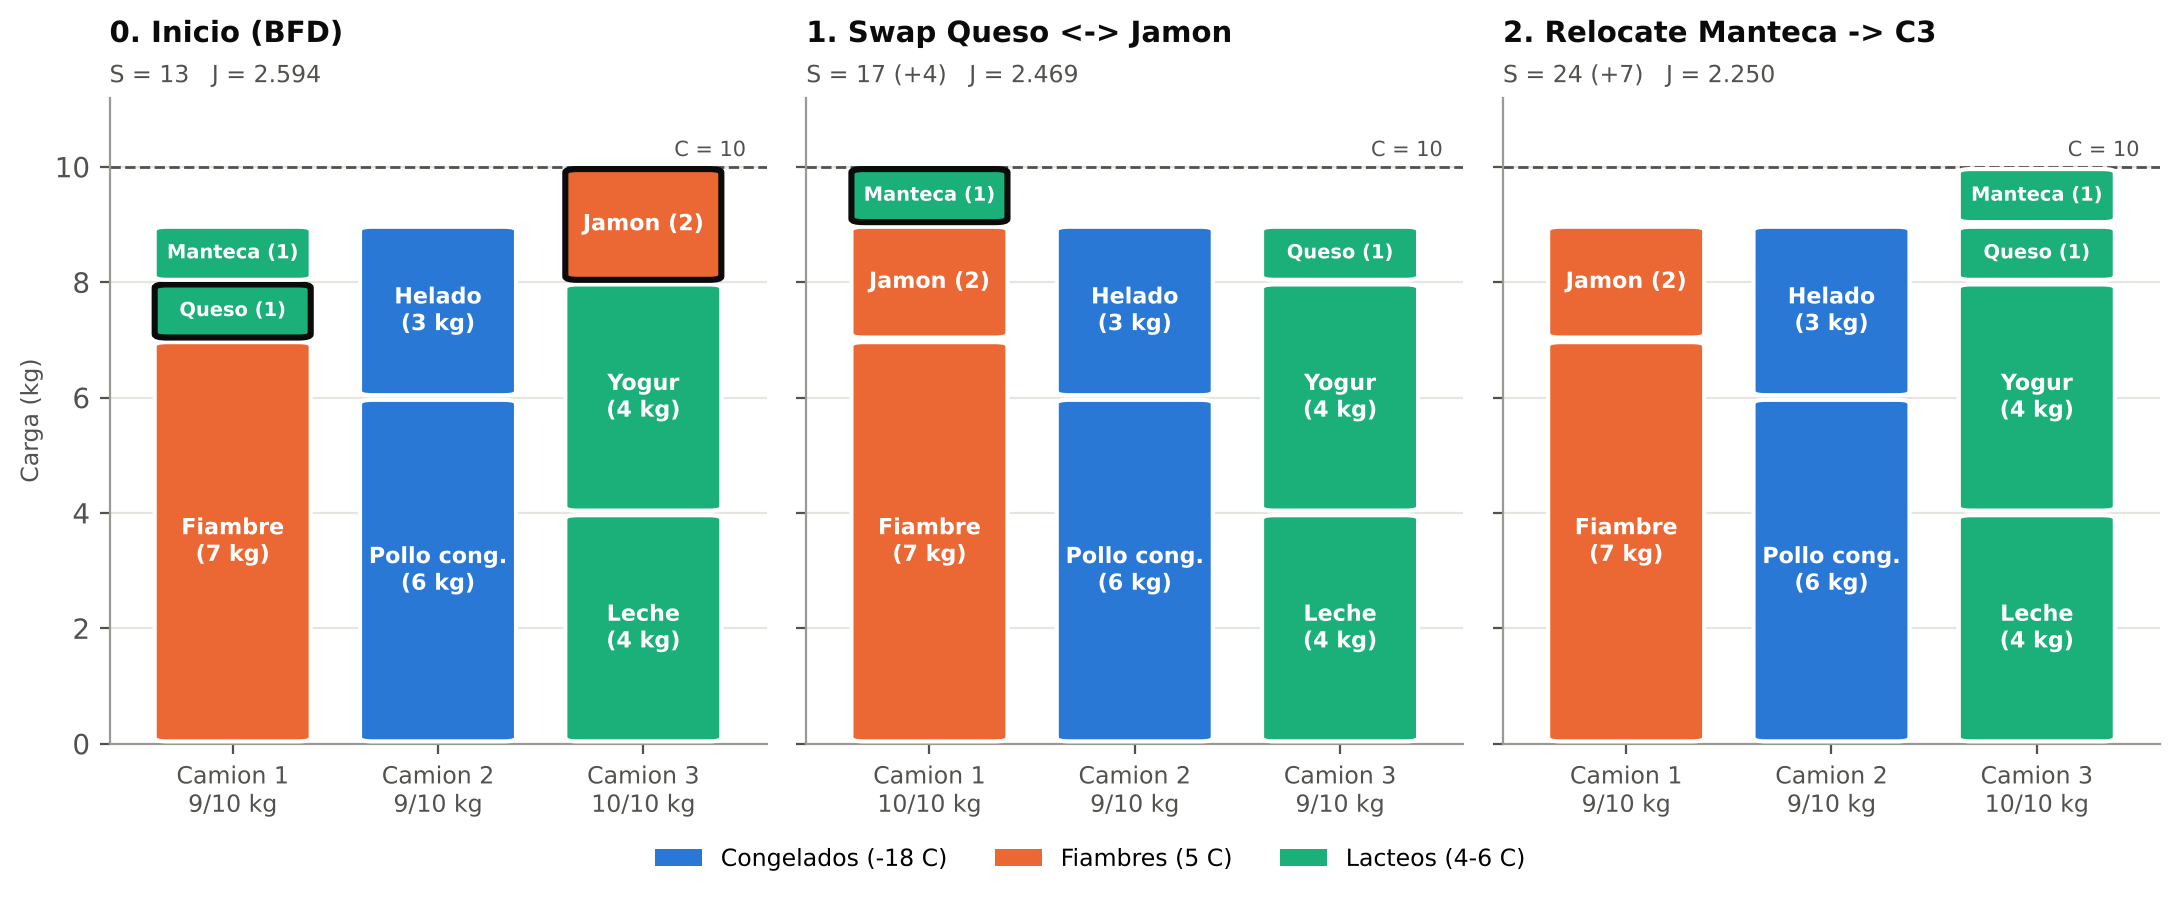 0. Inicio (BFD)
S = 13   J = 2.594
1. Swap Queso <-> Jamon
S = 17 (+4)   J = 2.469
2. Relocate Manteca -> C3
S = 24 (+7)   J = 2.250
Carga (kg)
10
8
6
4
2
0
C = 10
Manteca (1)
Queso (1)
Fiambre
(7 kg)
Helado
(3 kg)
Pollo cong.
(6 kg)
Jamon (2)
Yogur
(4 kg)
Leche
(4 kg)
Camion 1
9/10 kg
Camion 2
9/10 kg
Camion 3
10/10 kg
C = 10
Manteca (1)
Jamon (2)
Fiambre
(7 kg)
Helado
(3 kg)
Pollo cong.
(6 kg)
Queso (1)
Yogur
(4 kg)
Leche
(4 kg)
Camion 1
10/10 kg
Camion 2
9/10 kg
Camion 3
9/10 kg
C = 10
Jamon (2)
Fiambre
(7 kg)
Helado
(3 kg)
Pollo cong.
(6 kg)
Manteca (1)
Queso (1)
Yogur
(4 kg)
Leche
(4 kg)
Camion 1
9/10 kg
Camion 2
9/10 kg
Camion 3
10/10 kg
Congelados (-18 C)
Fiambres (5 C)
Lacteos (4-6 C)